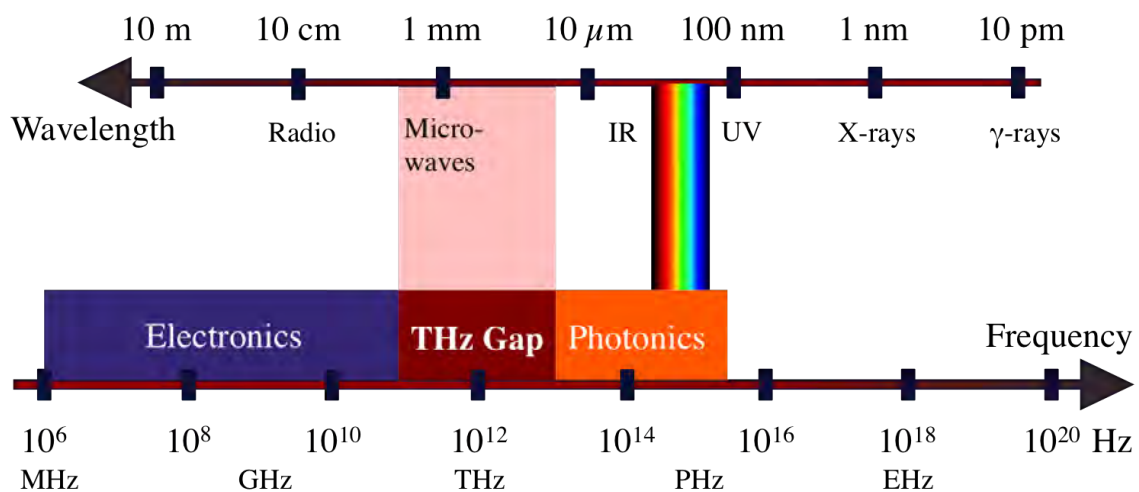 10 m 10 cm 1 mm 10 µm 100 nm 1 nm 10 pm
Wavelength Radio Micro- IR UV X-rays γ-rays
waves
Electronics THz Gap Photonics Frequency
10⁶ 10⁸ 10¹⁰ 10¹² 10¹⁴ 10¹⁶ 10¹⁸ 10²⁰ Hz
MHz GHz THz PHz EHz